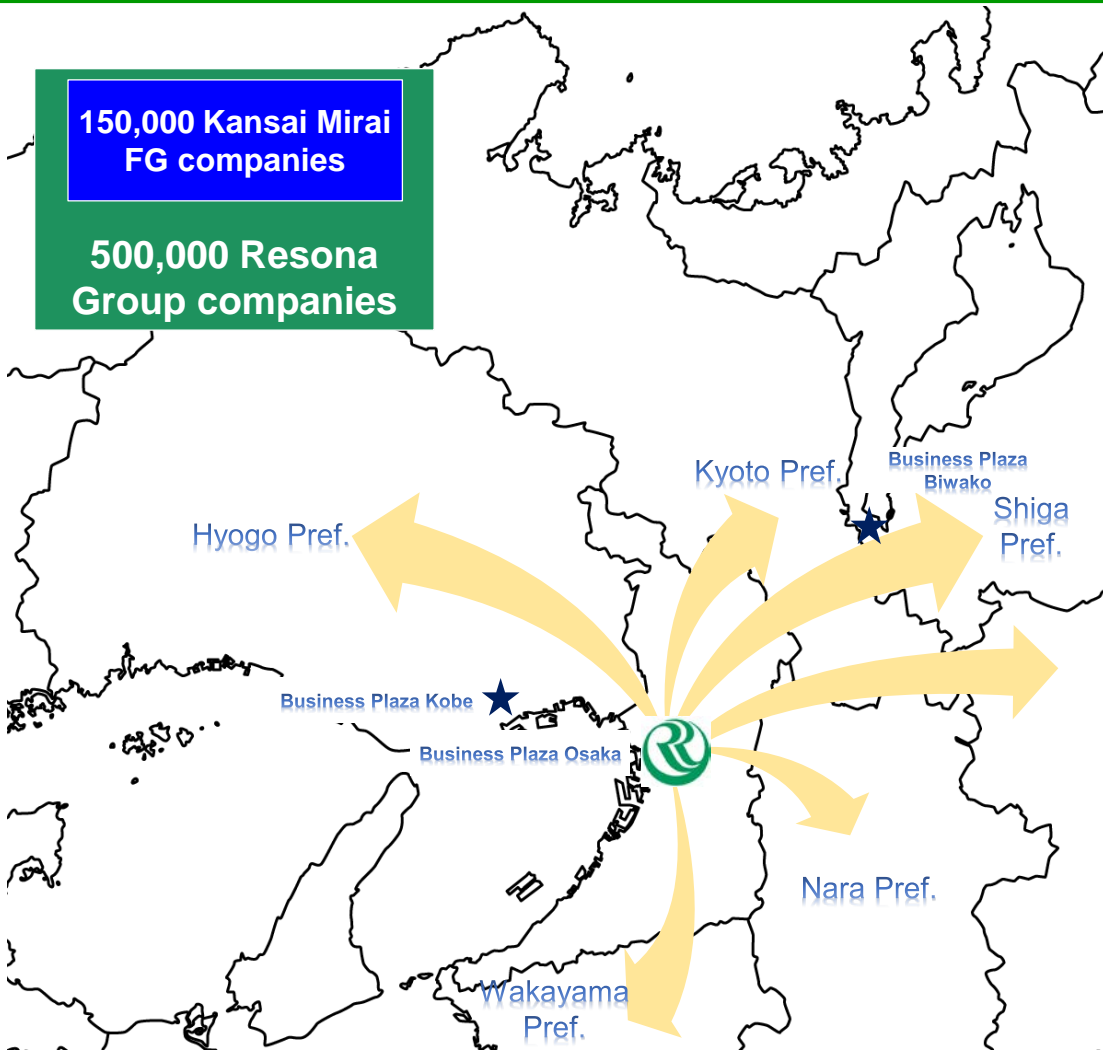 150,000 Kansai Mirai
FG companies
500,000 Resona
Group companies
Kyoto Pref.
Business Plaza
Biwako
Shiga
Pref.
Hyogo Pref.
Business Plaza Kobe
Business Plaza Osaka
Nara Pref.
Wakayama
Pref.